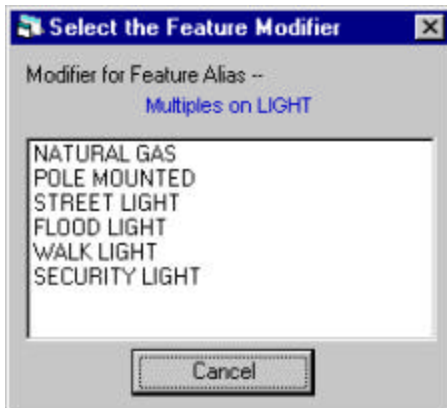 Select the Feature Modifier
Modifier for Feature Alias --
Multiples on LIGHT
NATURAL GAS
POLE MOUNTED
STREET LIGHT
FLOOD LIGHT
WALK LIGHT
SECURITY LIGHT
Cancel